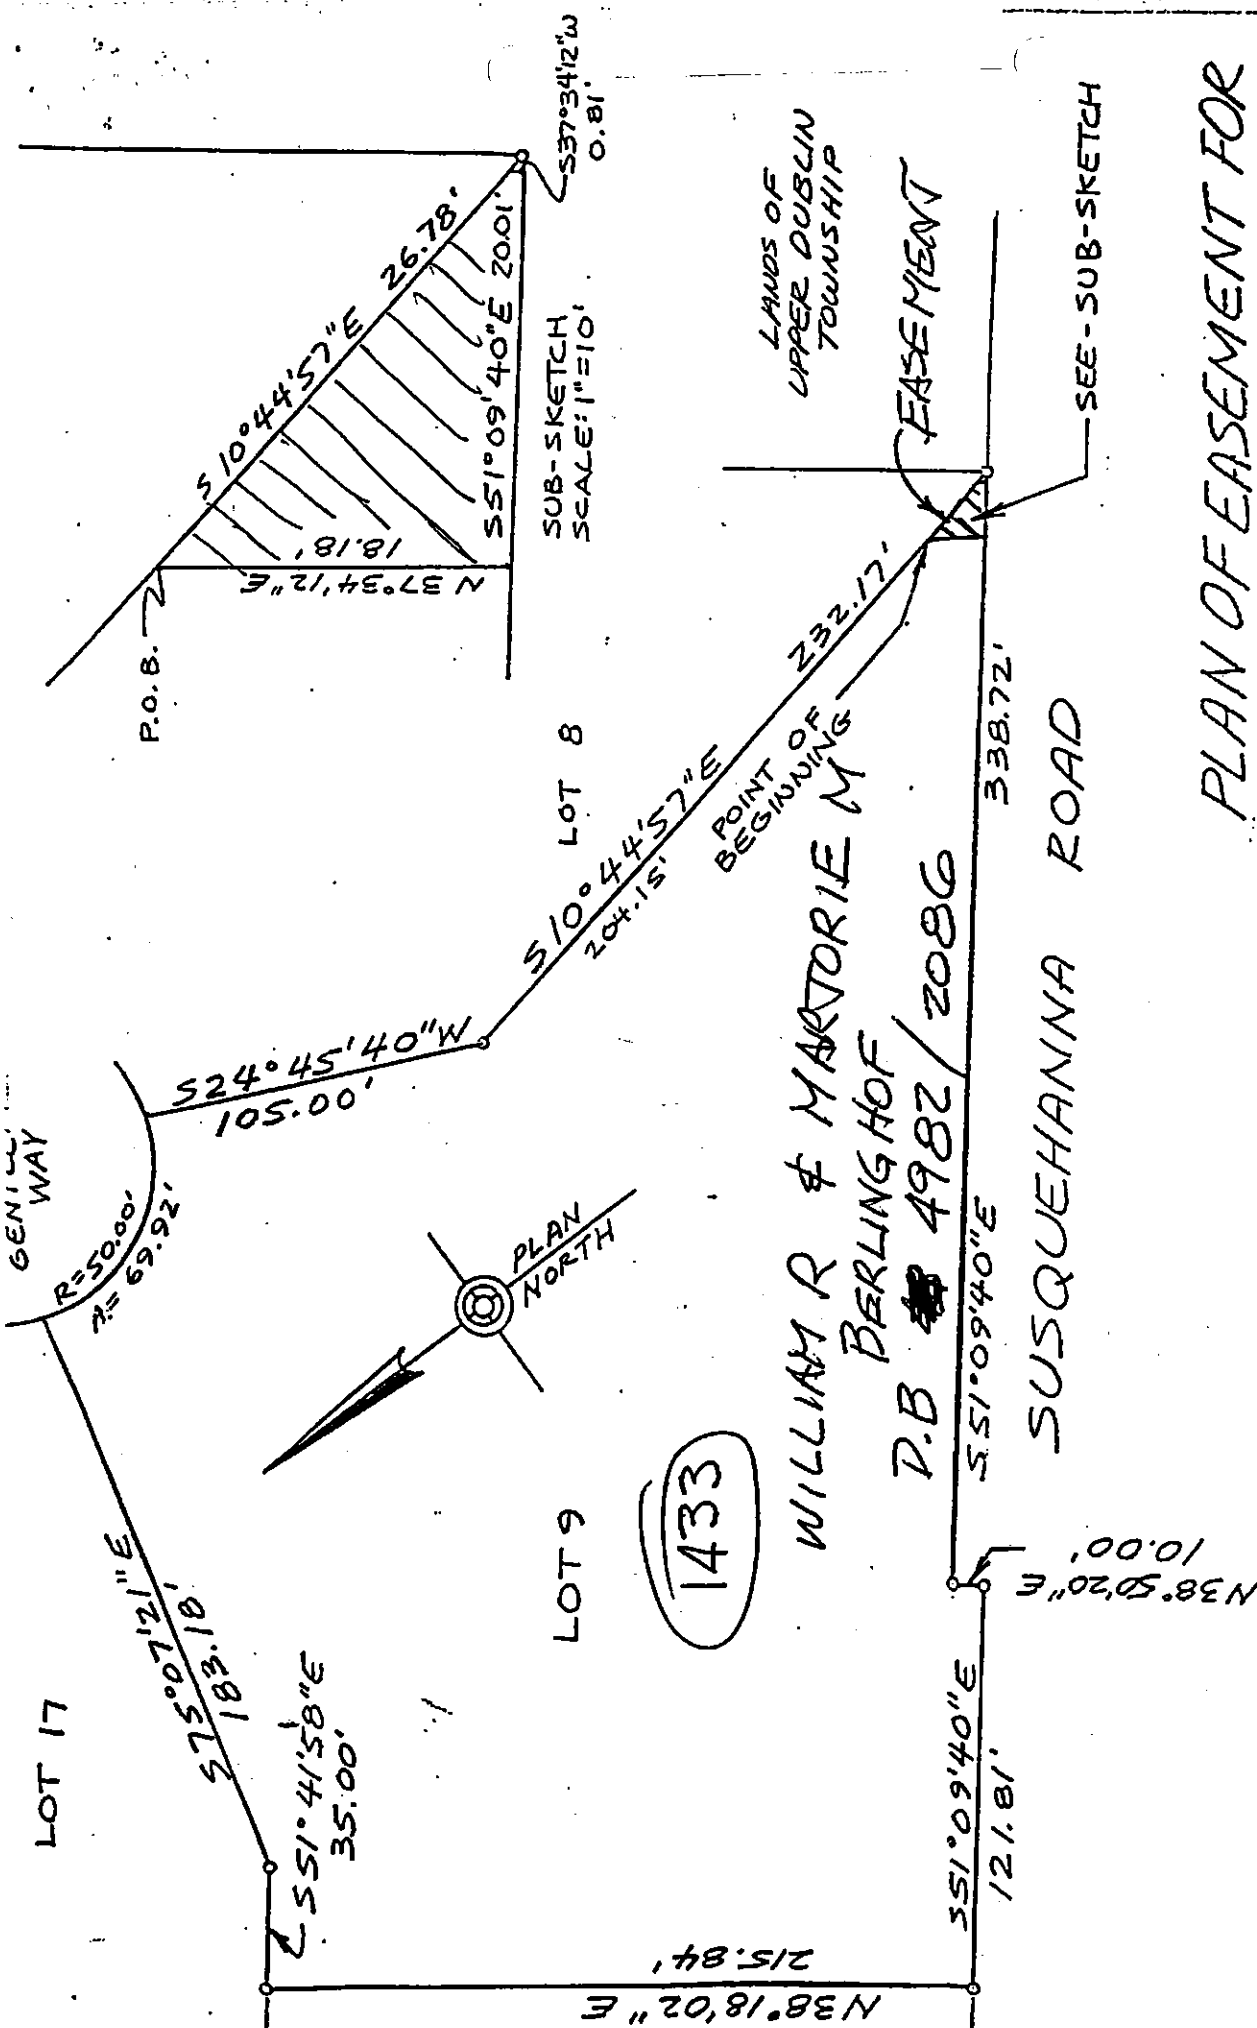 LOT 17
GENILL
WAY
R=50.00'
A= 69.92'
S75°07'21"E
183.18'
S51°41'58"E
35.00'
S24°45'40"W
105.00'
P.O.B.
S 10°44'57"E 26.78'
N 37°34'12"E
18.18'
S51°09'40"E 20.01'
S37°34'12"W
0.81'
SUB-SKETCH
SCALE: 1"=10'
LOT 8
S 10°44'57"E 232.17'
204.15'
POINT OF
BEGINNING
LANDS OF
UPPER DUBLIN
TOWNSHIP
EASEMENT
SEE-SUB-SKETCH
PLAN
NORTH
LOT 9
1433
WILLIAM R & MARJORIE M
BERLINGHOF
D.B 4982/2086
N38°18'02"E
215.84'
S51°09'40"E
121.81'
N38°50'20"E
10.00'
S.51°09'40"E 338.72'
SUSQUEHANNA ROAD
PLAN OF EASEMENT FOR